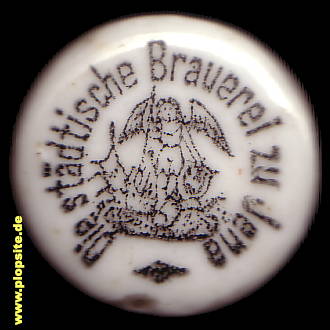 Die städtische Brauerei zu Jena
www.plopsite.de